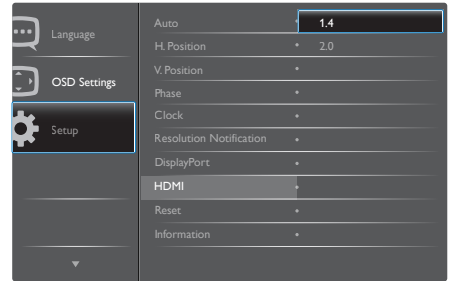 Language
OSD Settings
Setup
Auto
H. Position
V. Position
Phase
Clock
Resolution Notification
DisplayPort
HDMI
Reset
Information
1.4
2.0